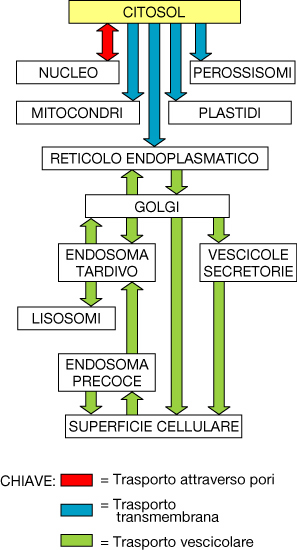 CITOSOL
NUCLEO
PEROSSISOMI
MITOCONDRI
PLASTIDI
RETICOLO ENDOPLASMATICO
GOLGI
ENDOSOMA
TARDIVO
VESCICOLE
SECRETORIE
LISOSOMI
ENDOSOMA
PRECOCE
SUPERFICIE CELLULARE
CHIAVE:
= Trasporto attraverso pori
= Trasporto
transmembrana
= Trasporto vescicolare